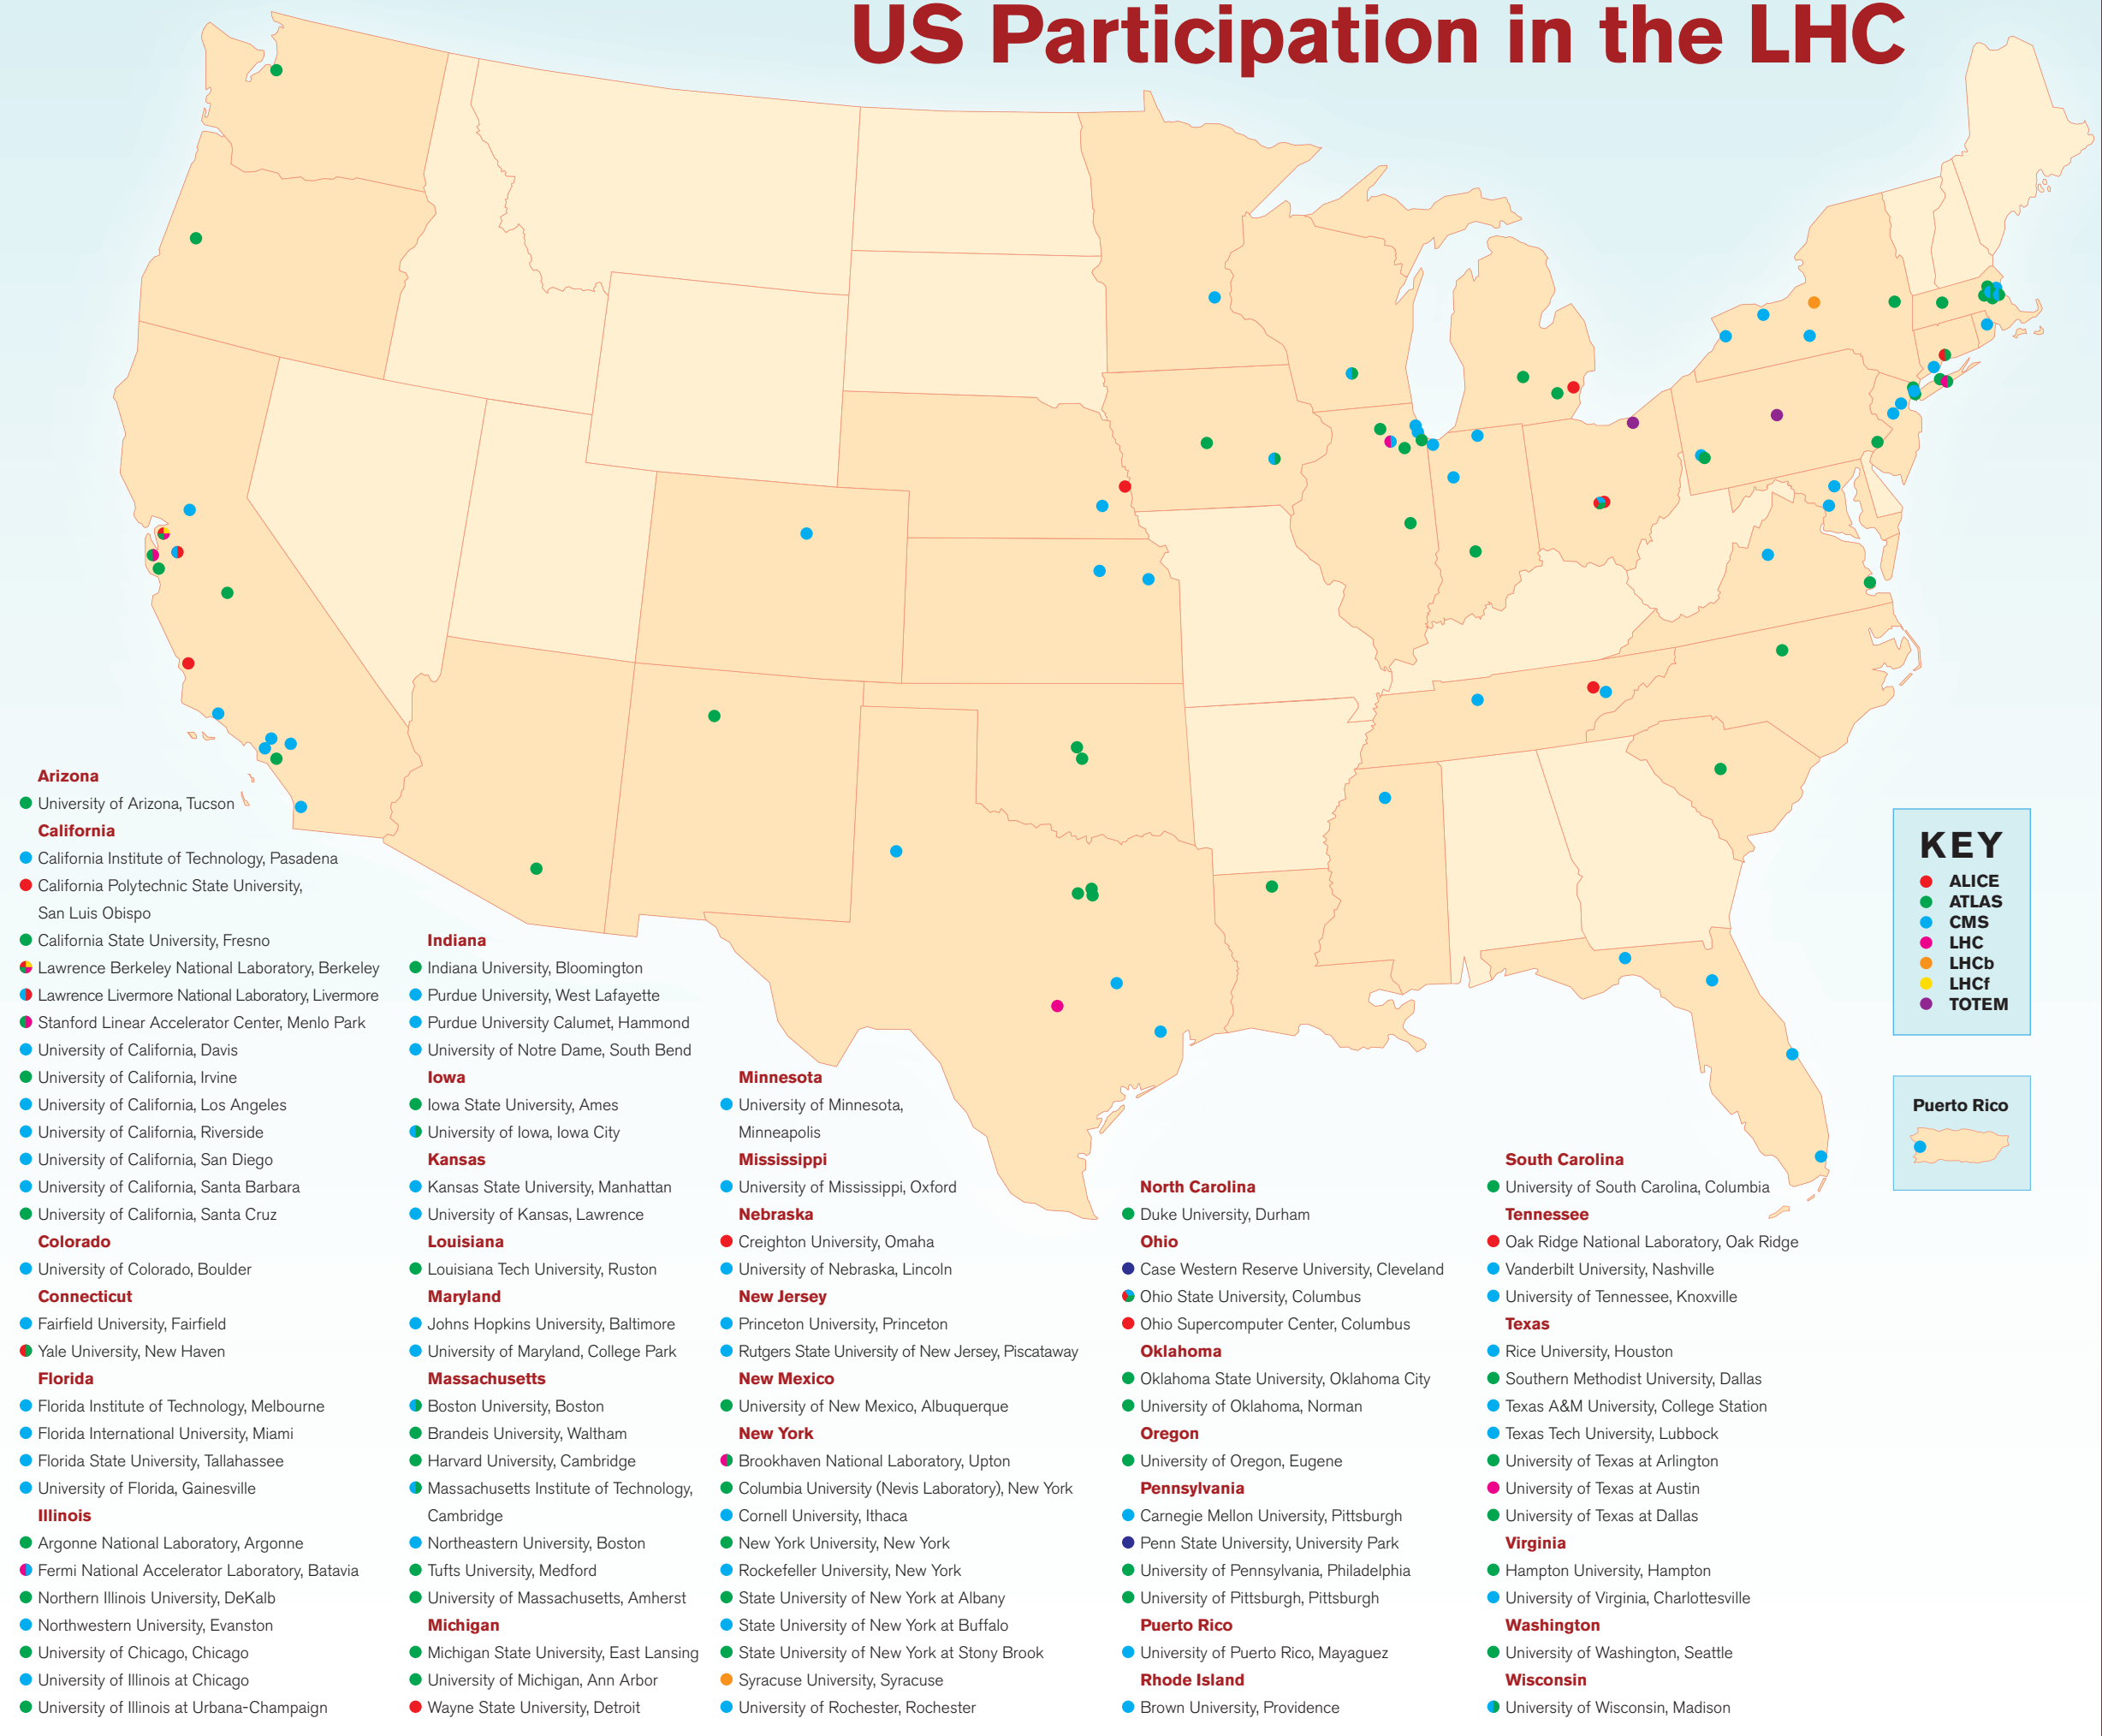 US Participation in the LHC
Arizona
University of Arizona, Tucson
California
California Institute of Technology, Pasadena
California Polytechnic State University,
San Luis Obispo
California State University, Fresno
Lawrence Berkeley National Laboratory, Berkeley
Lawrence Livermore National Laboratory, Livermore
Stanford Linear Accelerator Center, Menlo Park
University of California, Davis
University of California, Irvine
University of California, Los Angeles
University of California, Riverside
University of California, San Diego
University of California, Santa Barbara
University of California, Santa Cruz
Colorado
University of Colorado, Boulder
Connecticut
Fairfield University, Fairfield
Yale University, New Haven
Florida
Florida Institute of Technology, Melbourne
Florida International University, Miami
Florida State University, Tallahassee
University of Florida, Gainesville
Illinois
Argonne National Laboratory, Argonne
Fermi National Accelerator Laboratory, Batavia
Northern Illinois University, DeKalb
Northwestern University, Evanston
University of Chicago, Chicago
University of Illinois at Chicago
University of Illinois at Urbana-Champaign
Indiana
Indiana University, Bloomington
Purdue University, West Lafayette
Purdue University Calumet, Hammond
University of Notre Dame, South Bend
Iowa
Iowa State University, Ames
University of Iowa, Iowa City
Kansas
Kansas State University, Manhattan
University of Kansas, Lawrence
Louisiana
Louisiana Tech University, Ruston
Maryland
Johns Hopkins University, Baltimore
University of Maryland, College Park
Massachusetts
Boston University, Boston
Brandeis University, Waltham
Harvard University, Cambridge
Massachusetts Institute of Technology,
Cambridge
Northeastern University, Boston
Tufts University, Medford
University of Massachusetts, Amherst
Michigan
Michigan State University, East Lansing
University of Michigan, Ann Arbor
Wayne State University, Detroit
Minnesota
University of Minnesota,
Minneapolis
Mississippi
University of Mississippi, Oxford
Nebraska
Creighton University, Omaha
University of Nebraska, Lincoln
New Jersey
Princeton University, Princeton
Rutgers State University of New Jersey, Piscataway
New Mexico
University of New Mexico, Albuquerque
New York
Brookhaven National Laboratory, Upton
Columbia University (Nevis Laboratory), New York
Cornell University, Ithaca
New York University, New York
Rockefeller University, New York
State University of New York at Albany
State University of New York at Buffalo
State University of New York at Stony Brook
Syracuse University, Syracuse
University of Rochester, Rochester
North Carolina
Duke University, Durham
Ohio
Case Western Reserve University, Cleveland
Ohio State University, Columbus
Ohio Supercomputer Center, Columbus
Oklahoma
Oklahoma State University, Oklahoma City
University of Oklahoma, Norman
Oregon
University of Oregon, Eugene
Pennsylvania
Carnegie Mellon University, Pittsburgh
Penn State University, University Park
University of Pennsylvania, Philadelphia
University of Pittsburgh, Pittsburgh
Puerto Rico
University of Puerto Rico, Mayaguez
Rhode Island
Brown University, Providence
South Carolina
University of South Carolina, Columbia
Tennessee
Oak Ridge National Laboratory, Oak Ridge
Vanderbilt University, Nashville
University of Tennessee, Knoxville
Texas
Rice University, Houston
Southern Methodist University, Dallas
Texas A&M University, College Station
Texas Tech University, Lubbock
University of Texas at Arlington
University of Texas at Austin
University of Texas at Dallas
Virginia
Hampton University, Hampton
University of Virginia, Charlottesville
Washington
University of Washington, Seattle
Wisconsin
University of Wisconsin, Madison
KEY
ALICE
ATLAS
CMS
LHC
LHCb
LHCf
TOTEM
Puerto Rico